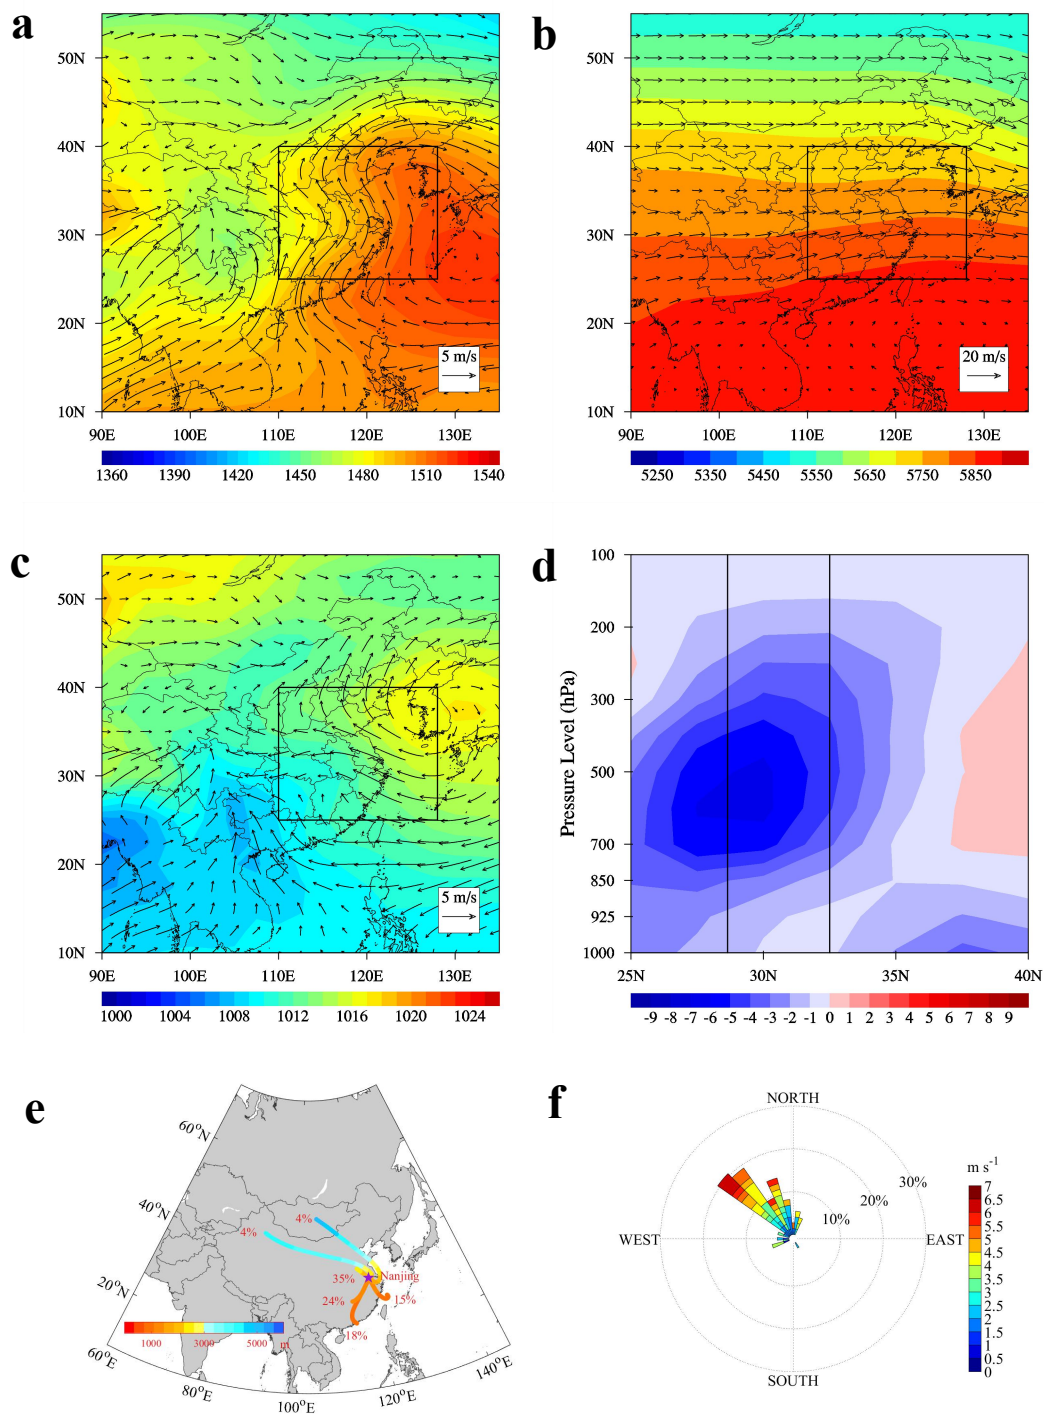 a
50N
40N
30N
20N
10N
90E 100E 110E 120E 130E
5 m/s
1360 1390 1420 1450 1480 1510 1540
b
50N
40N
30N
20N
10N
90E 100E 110E 120E 130E
20 m/s
5250 5350 5450 5550 5650 5750 5850
c
50N
40N
30N
20N
10N
90E 100E 110E 120E 130E
5 m/s
1000 1004 1008 1012 1016 1020 1024
d
Pressure Level (hPa)
100
200
300
500
700
850
925
1000
25N 30N 35N 40N
-9 -8 -7 -6 -5 -4 -3 -2 -1 0 1 2 3 4 5 6 7 8 9
e
60°N
40°N
20°N
60°E
80°E
100°E
120°E
140°E
4%
4%
35%
Nanjing
24%
15%
18%
1000 3000 5000 m
f
NORTH
30%
20%
10%
WEST
EAST
SOUTH
m s⁻¹
7
6.5
6
5.5
5
4.5
4
3.5
3
2.5
2
1.5
1
0.5
0